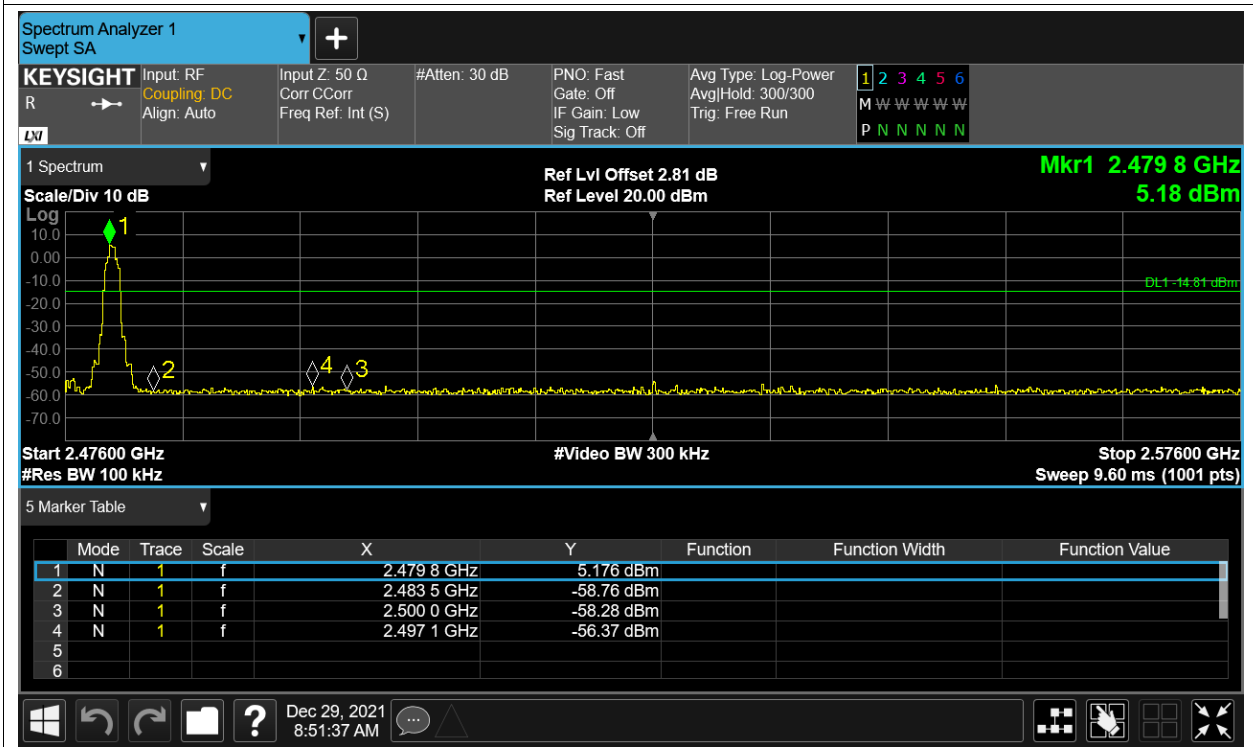 Spectrum Analyzer 1
Swept SA
+
KEYSIGHT Input: RF Input Z: 50 Ω #Atten: 30 dB PNO: Fast Avg Type: Log-Power 1 2 3 4 5 6
R Coupling: DC Corr CCorr Gate: Off Avg|Hold: 300/300 M W W W W W
Align: Auto Freq Ref: Int (S) IF Gain: Low Trig: Free Run
LXI Sig Track: Off P N N N N N
1 Spectrum Ref Lvl Offset 2.81 dB Mkr1 2.479 8 GHz
Scale/Div 10 dB Ref Level 20.00 dBm 5.18 dBm
Log
1
10.0
0.00
-10.0
DL1 -14.81 dBm
-20.0
-30.0
-40.0
-50.0
2 4 3
-60.0
-70.0
Start 2.47600 GHz #Video BW 300 kHz Stop 2.57600 GHz
#Res BW 100 kHz Sweep 9.60 ms (1001 pts)
5 Marker Table
Mode Trace Scale X Y Function Function Width Function Value
1 N 1 f 2.479 8 GHz 5.176 dBm
2 N 1 f 2.483 5 GHz -58.76 dBm
3 N 1 f 2.500 0 GHz -58.28 dBm
4 N 1 f 2.497 1 GHz -56.37 dBm
5
6
? Dec 29, 2021
8:51:37 AM